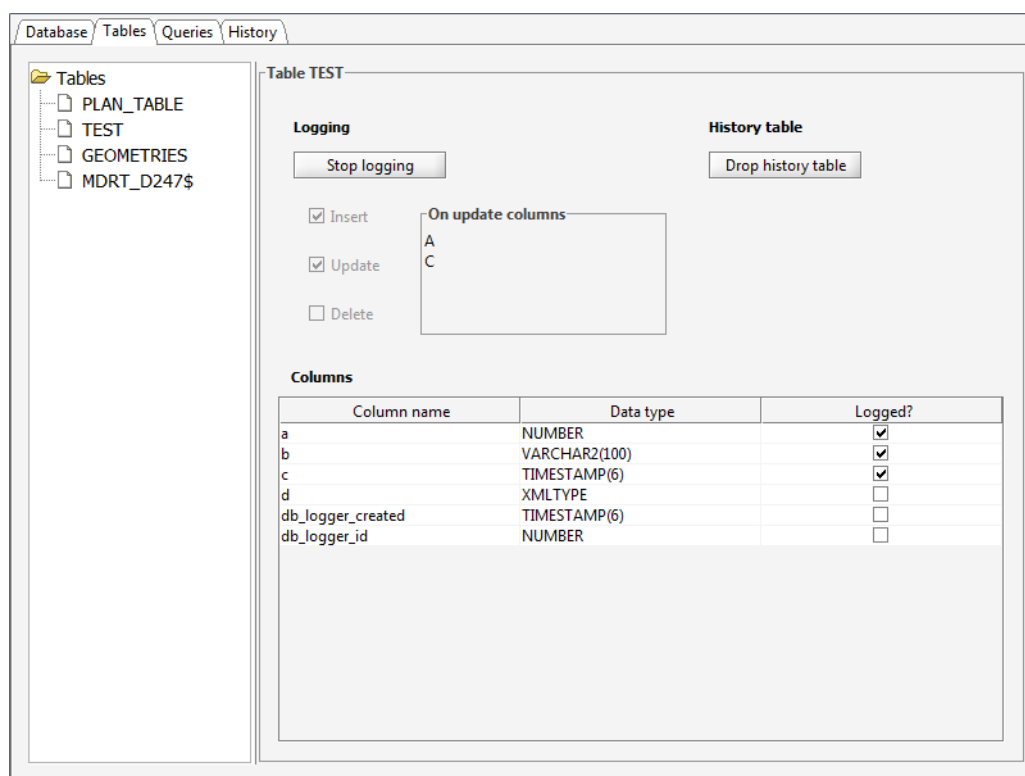 Database Tables Queries History
Tables
PLAN_TABLE
TEST
GEOMETRIES
MDRT_D247$
Table TEST
Logging History table
Stop logging Drop history table
Insert
Update
Delete
On update columns
A
C
Columns
Column name Data type Logged?
a NUMBER
b VARCHAR2(100)
c TIMESTAMP(6)
d XMLTYPE
db_logger_created TIMESTAMP(6)
db_logger_id NUMBER